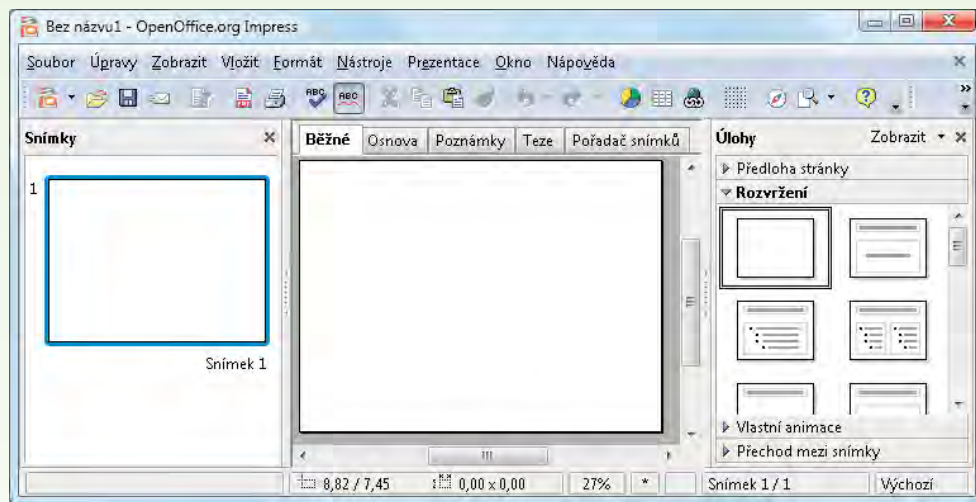 Bez názvu1 - OpenOffice.org Impress
Soubor Úpravy Zobrazit Vložit Formát Nástroje Prezentace Okno Nápověda
ABC ABC
Snímky
Běžné Osnova Poznámky Teze Pořadač snímků
Úlohy Zobrazit
Předloha stránky
Rozvržení
1
Snímek 1
Vlastní animace
Přechod mezi snímky
8,82 / 7,45 0,00 x 0,00 27% * Snímek 1 / 1 Výchozí